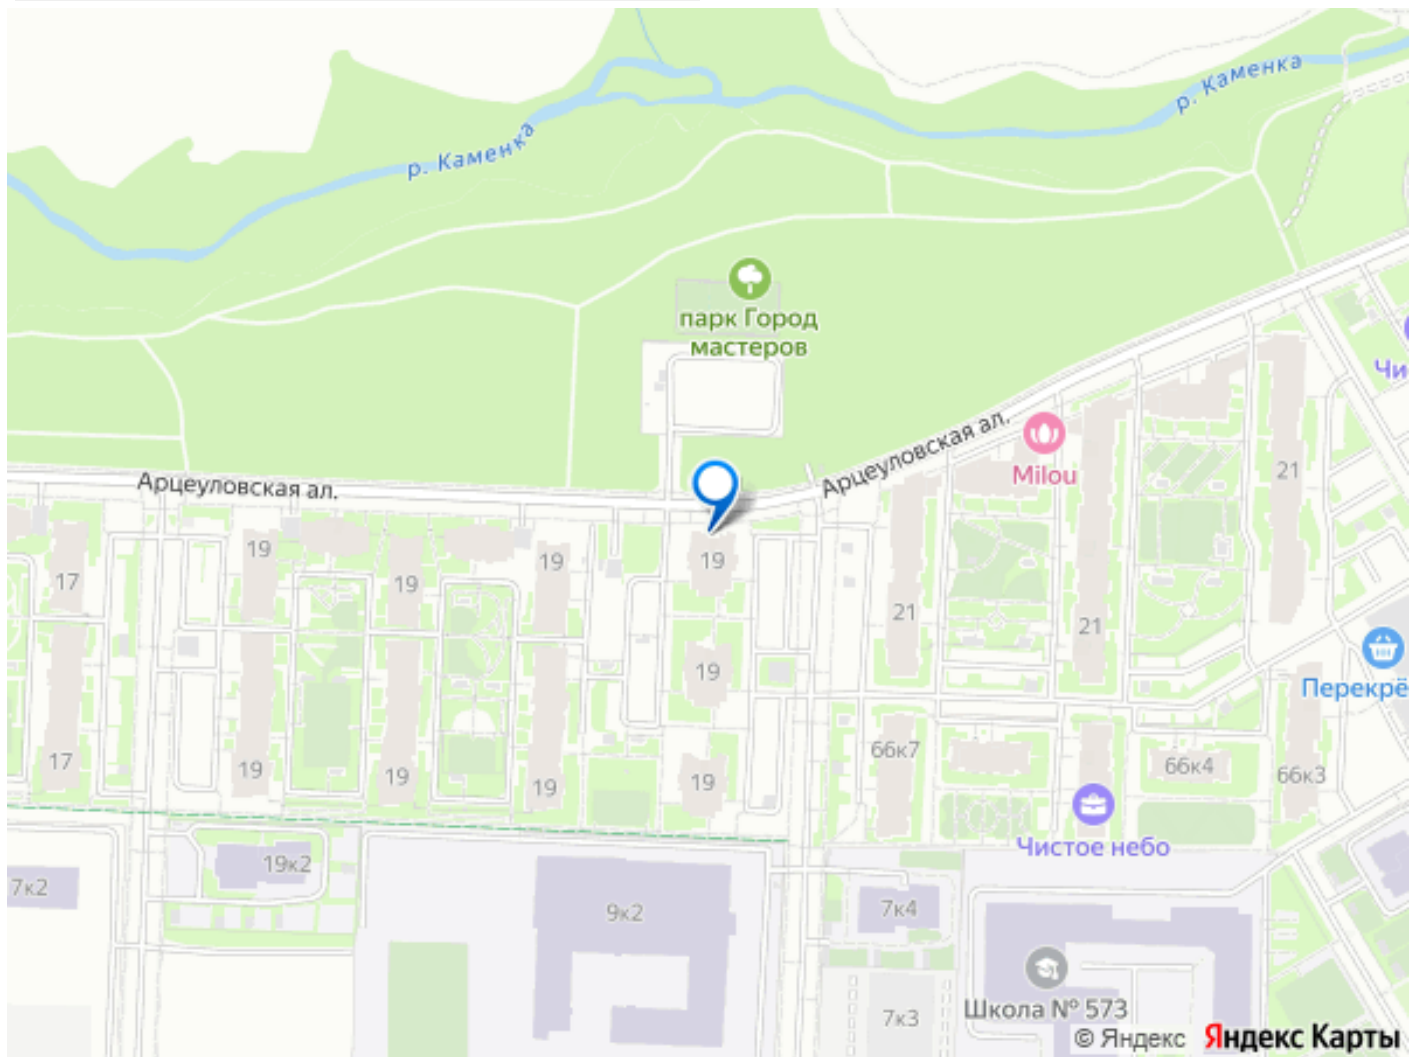 р. Каменка
р. Каменка
парк Город
мастеров
Чи
Арцеуловская ал.
Арцеуловская ал.
Milou
21
19
19
19
19
17
21
21
19
Перекрё
17
19
19
19
19
66к7
66к4
66к3
Чистое небо
19к2
7к2
9к2
7к4
Школа № 573
7к3
© Яндекс Яндекс Карты